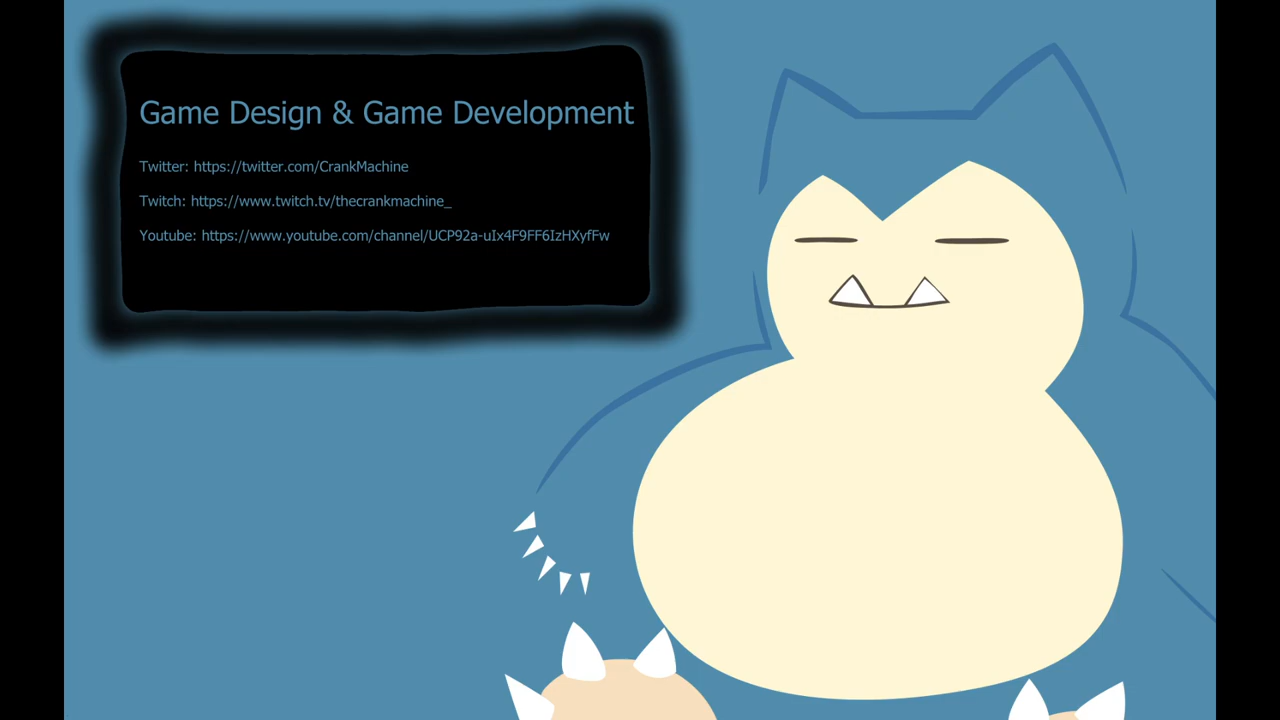 Game Design & Game Development
Twitter: https://twitter.com/CrankMachine
Twitch: https://www.twitch.tv/thecrankmachine_
Youtube: https://www.youtube.com/channel/UCP92a-uIx4F9FF6IzHXyfFw